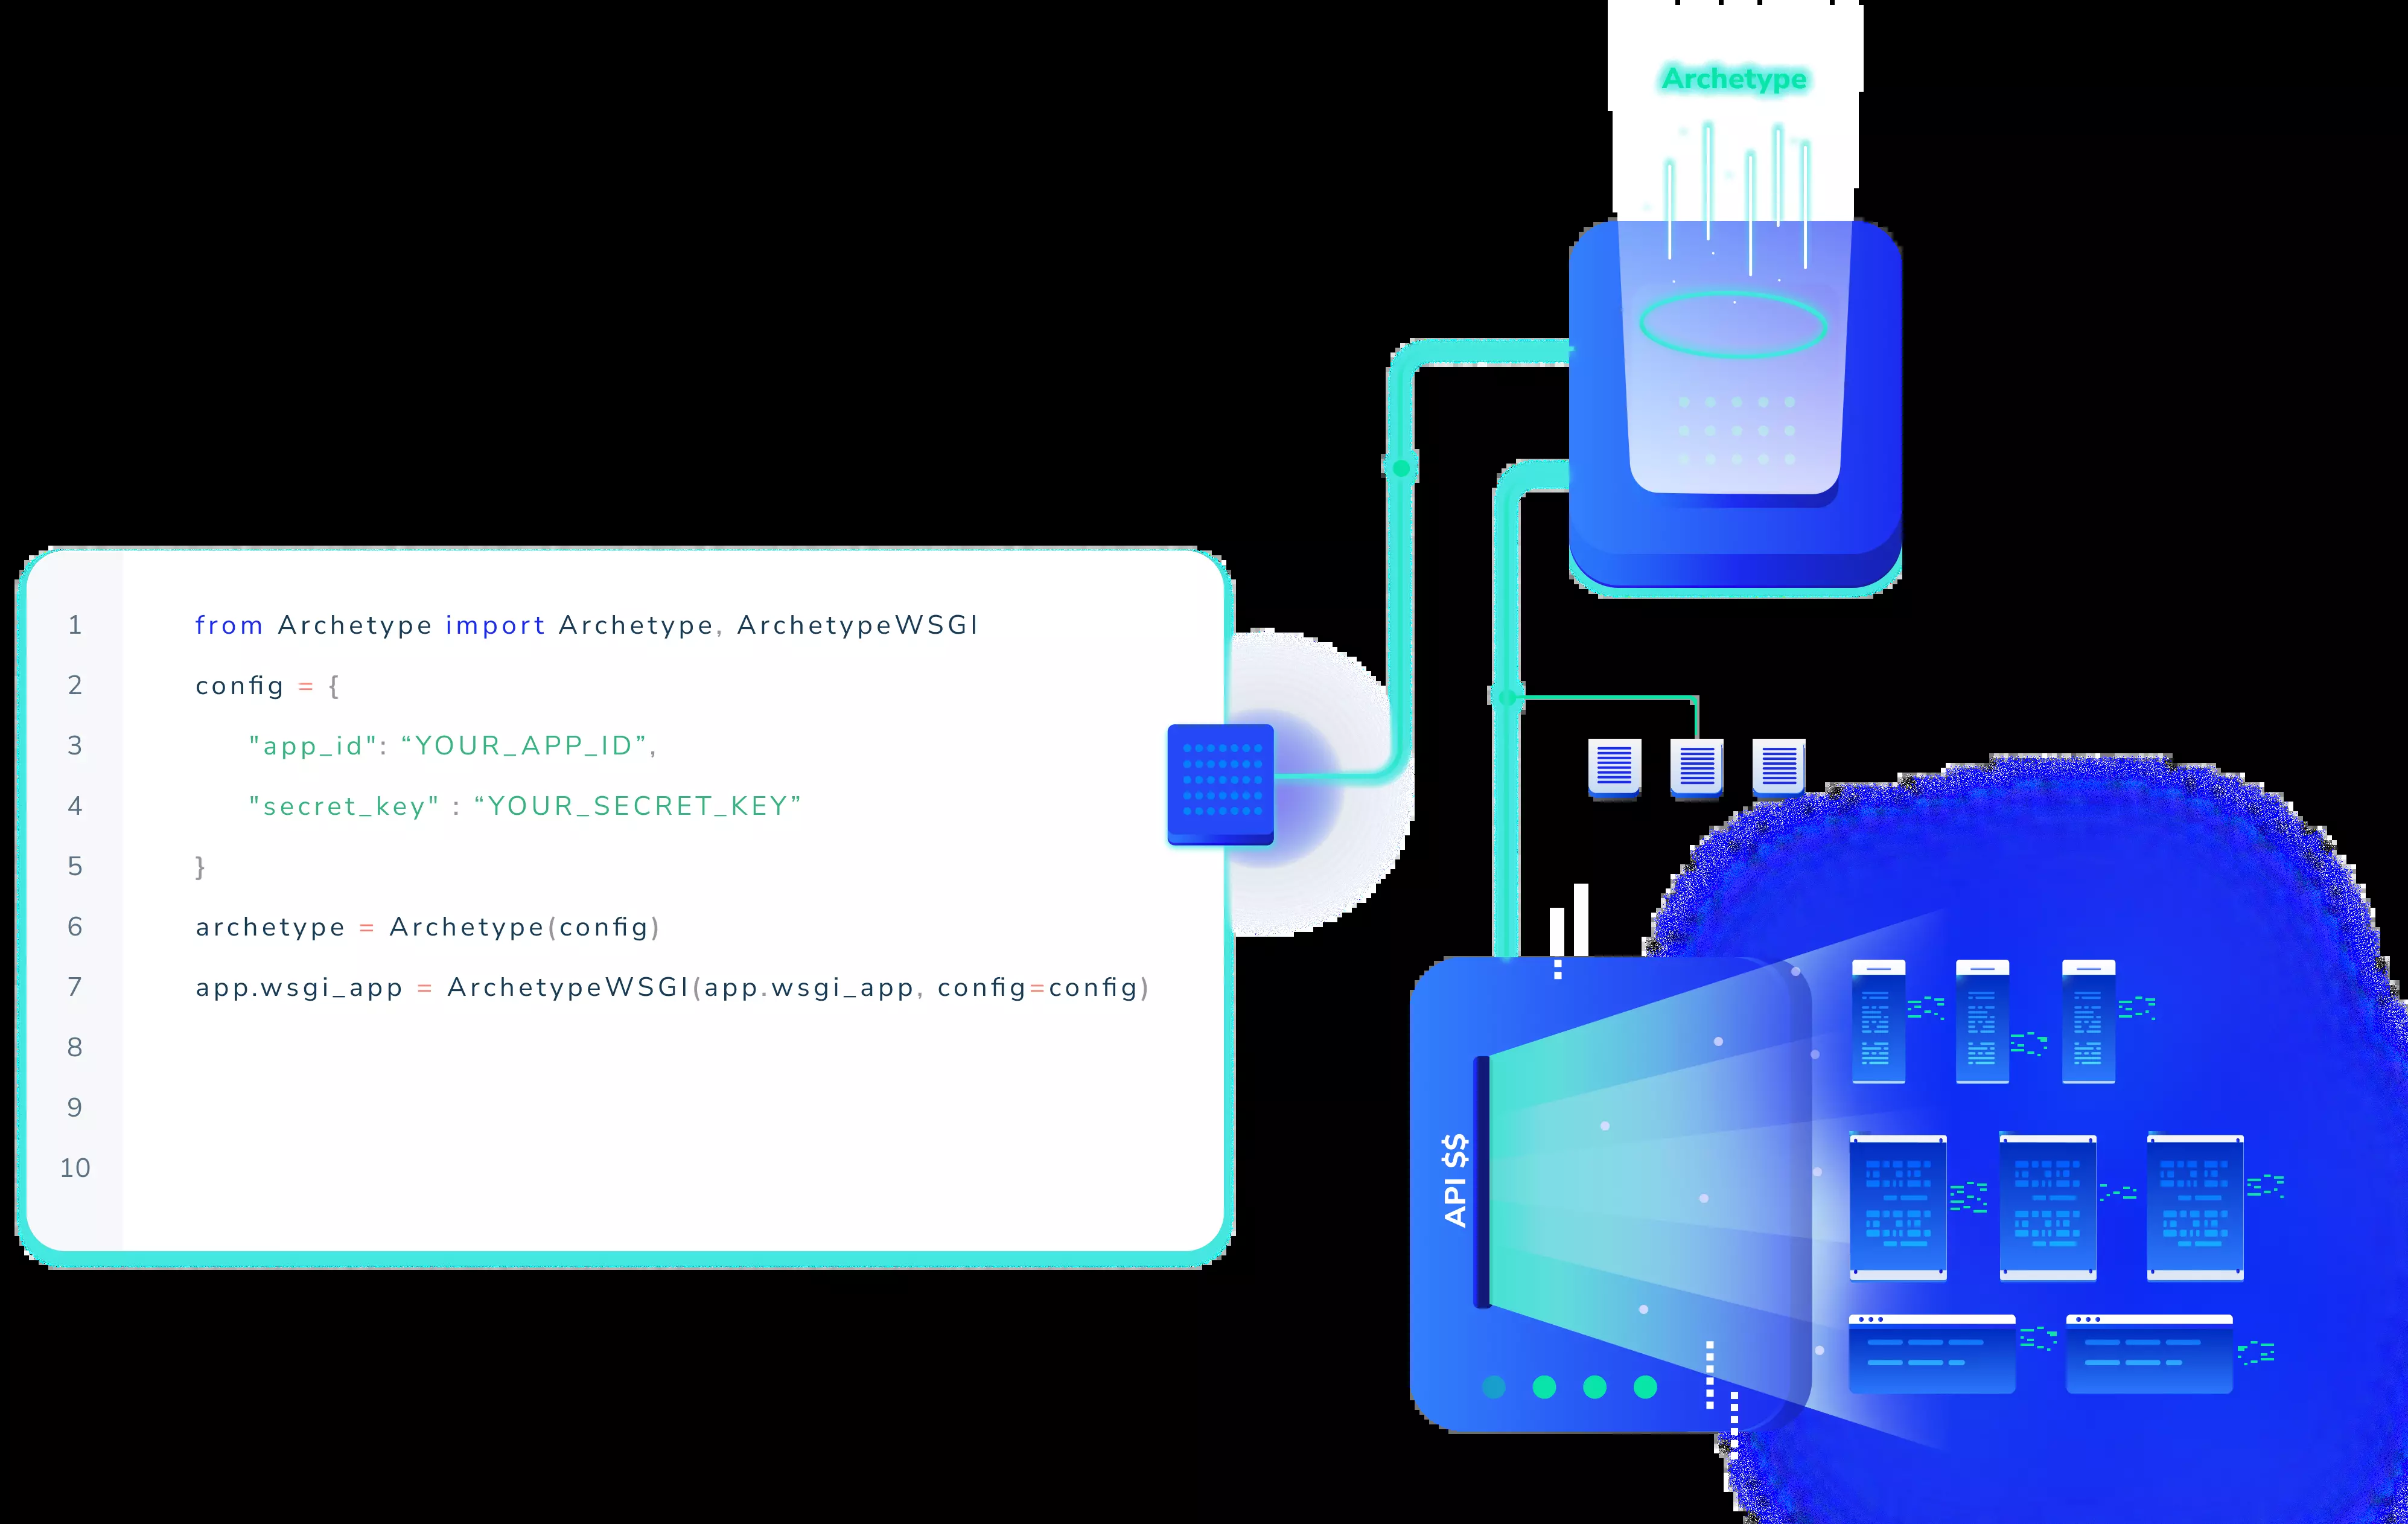 Archetype
1 from Archetype import Archetype, ArchetypeWSGI
2 config = {
3 "app_id": “YOUR_APP_ID”,
4 "secret_key" : “YOUR_SECRET_KEY”
5 }
6 archetype = Archetype(config)
7 app.wsgi_app = ArchetypeWSGI(app.wsgi_app, config=config)
8
9
10
API $$